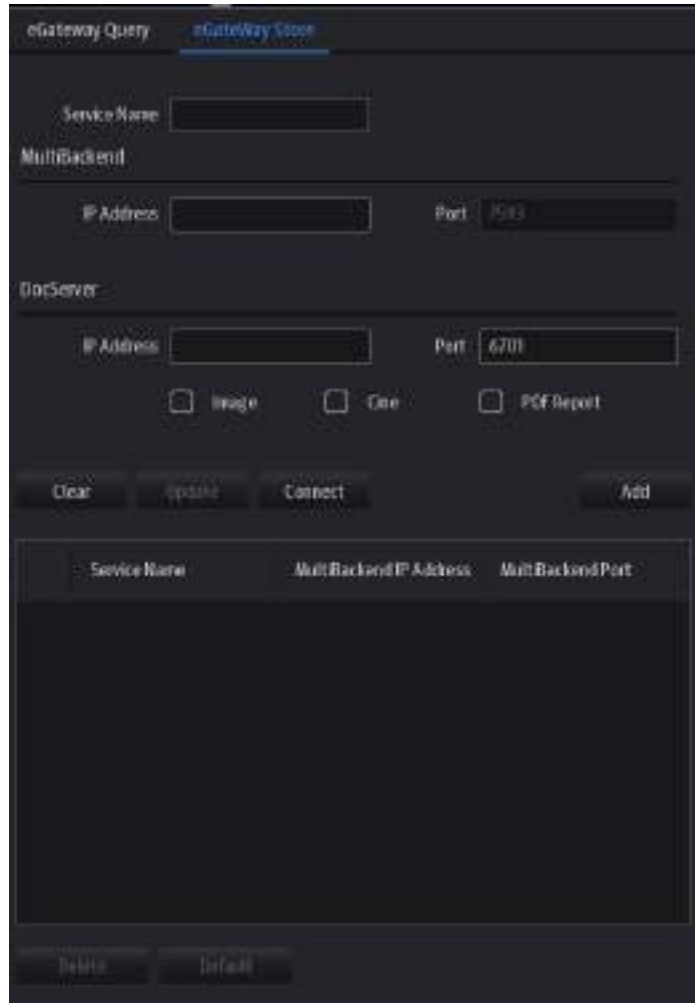 eGateway Query eGateWay Store
Service Name
MultiBackend
IP Address Port
DocServer
IP Address Port 6701
Image Cine PDF Report
Clear Update Connect Add
Service Name MultiBackend IP Address MultiBackend Port
Delete Default